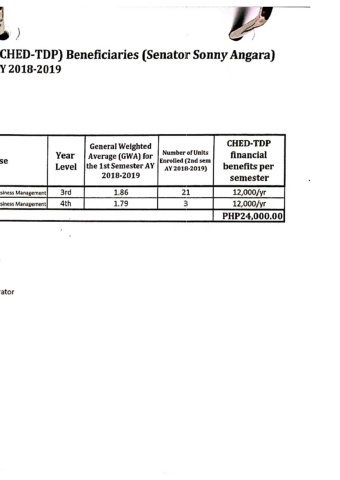 CHED-TDP) Beneficiaries (Senator Sonny Angara)
Y 2018-2019
se | Year Level | General Weighted Average (GWA) for the 1st Semester AY 2018-2019 | Number of Units Enrolled (2nd sem AY 2018-2019) | CHED-TDP financial benefits per semester
siness Management | 3rd | 1.86 | 21 | 12,000/yr
siness Management | 4th | 1.79 | 3 | 12,000/yr
PHP24,000.00
rator